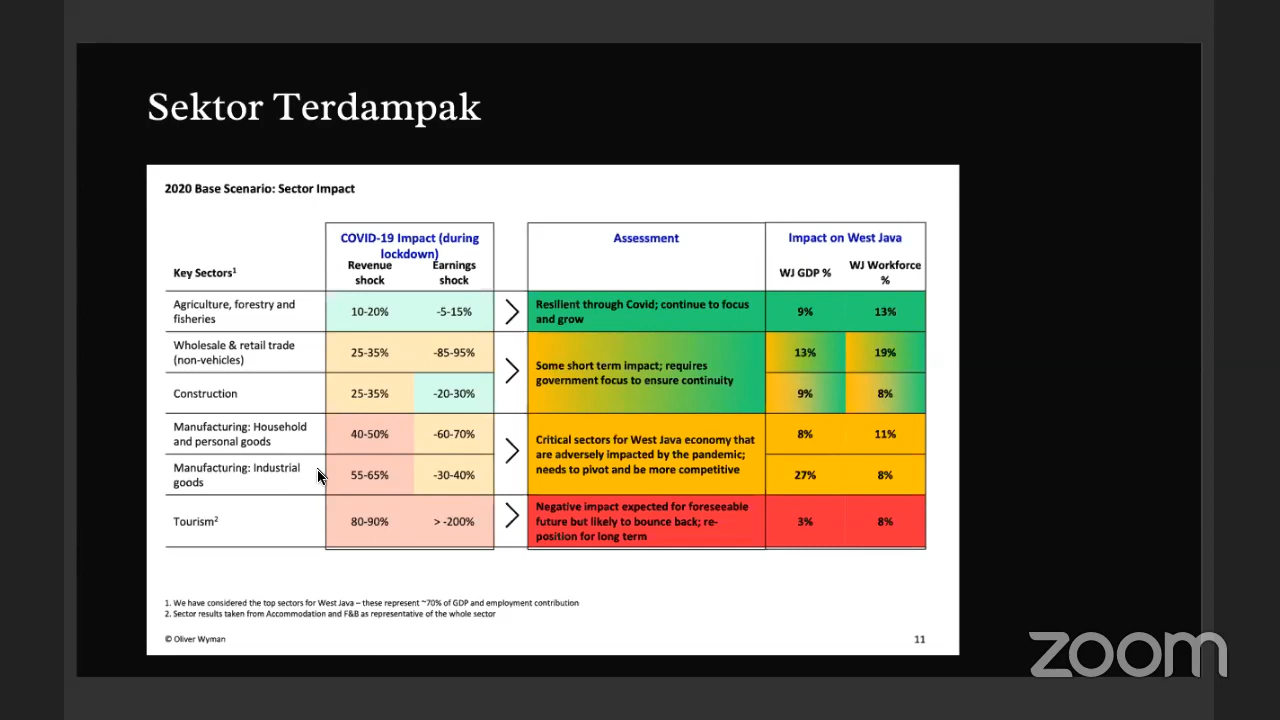 Sektor Terdampak
2020 Base Scenario: Sector Impact
COVID-19 Impact (during
lockdown)
Assessment
Impact on West Java
Key Sectors1
Revenue
shock
Earnings
shock
WJ GDP %
WJ Workforce
%
Agriculture, forestry and
fisheries
10-20%
-5-15%
Resilient through Covid; continue to focus
and grow
9%
13%
Wholesale & retail trade
(non-vehicles)
25-35%
-85-95%
Some short term impact; requires
government focus to ensure continuity
13%
19%
Construction
25-35%
-20-30%
9%
8%
Manufacturing: Household
and personal goods
40-50%
-60-70%
Critical sectors for West Java economy that
are adversely impacted by the pandemic;
needs to pivot and be more competitive
8%
11%
Manufacturing: Industrial
goods
55-65%
-30-40%
27%
8%
Tourism2
80-90%
> -200%
Negative impact expected for foreseeable
future but likely to bounce back; re-
position for long term
3%
8%
1. We have considered the top sectors for West Java – these represent ~70% of GDP and employment contribution
2. Sector results taken from Accommodation and F&B as representative of the whole sector
© Oliver Wyman
11
zoom